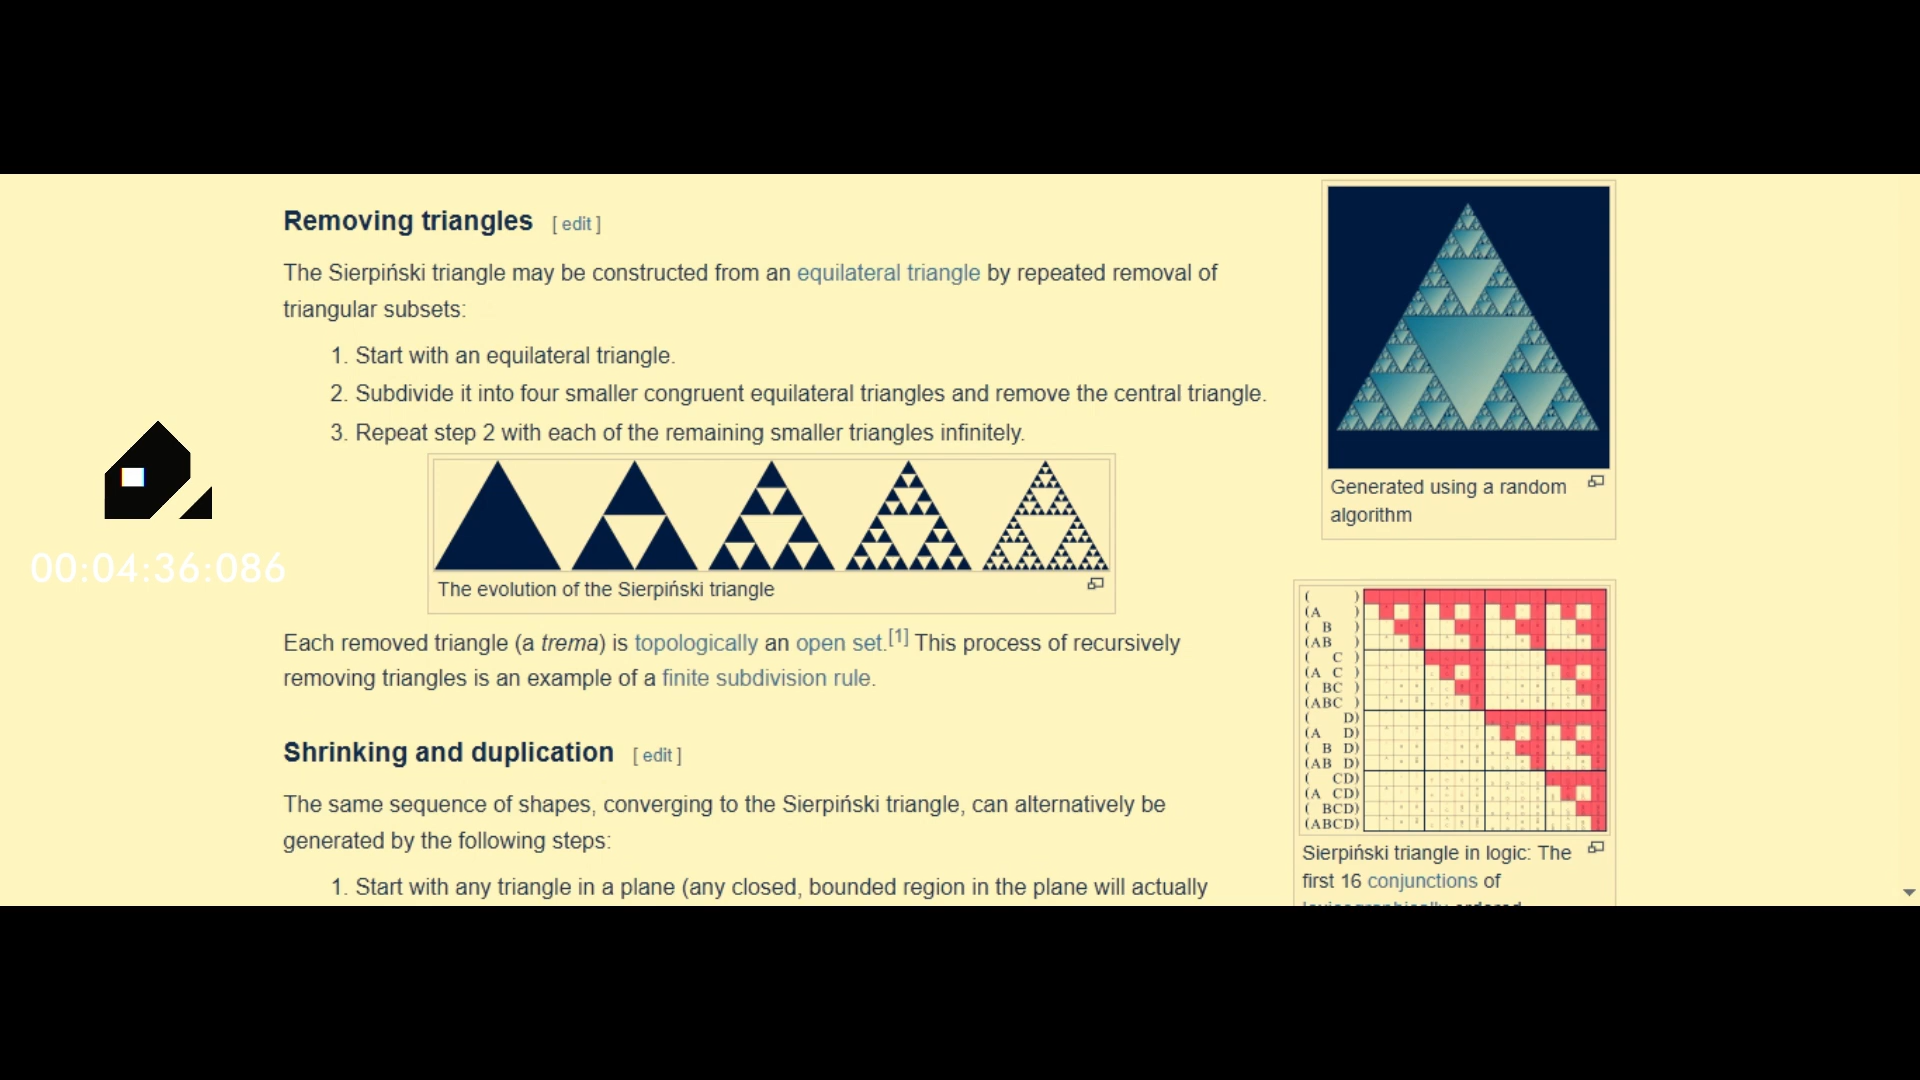 Removing triangles [ edit ]
The Sierpiński triangle may be constructed from an equilateral triangle by repeated removal of
triangular subsets:
1. Start with an equilateral triangle.
2. Subdivide it into four smaller congruent equilateral triangles and remove the central triangle.
3. Repeat step 2 with each of the remaining smaller triangles infinitely.
The evolution of the Sierpiński triangle
Each removed triangle (a trema) is topologically an open set.[1] This process of recursively
removing triangles is an example of a finite subdivision rule.
Shrinking and duplication [ edit ]
The same sequence of shapes, converging to the Sierpiński triangle, can alternatively be
generated by the following steps:
1. Start with any triangle in a plane (any closed, bounded region in the plane will actually
00:04:36:086
Generated using a random
algorithm
( )
(A )
( B )
(AB )
( C )
(A C )
( BC )
(ABC )
( D)
(A D)
( B D)
(AB D)
( CD)
(A CD)
( BCD)
(ABCD)
Sierpiński triangle in logic: The
first 16 conjunctions of
lexicographically ordered